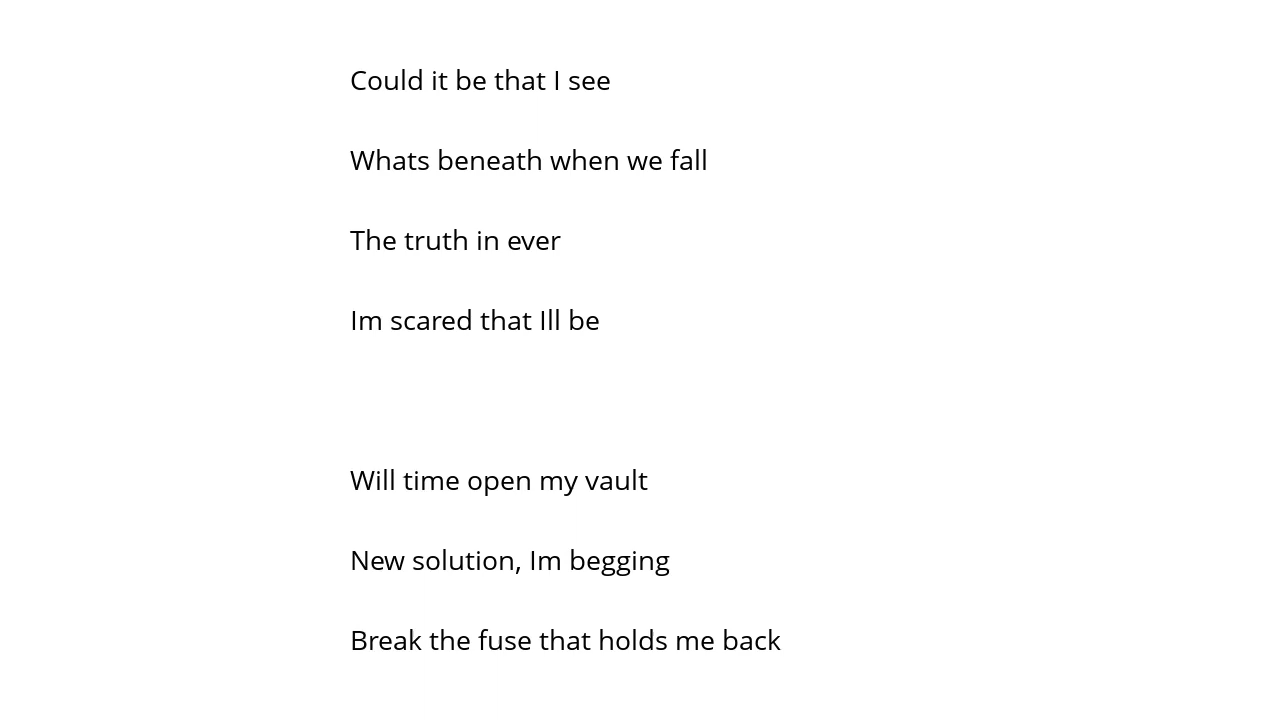 Could it be that I see
Whats beneath when we fall
The truth in ever
Im scared that Ill be
Will time open my vault
New solution, Im begging
Break the fuse that holds me back